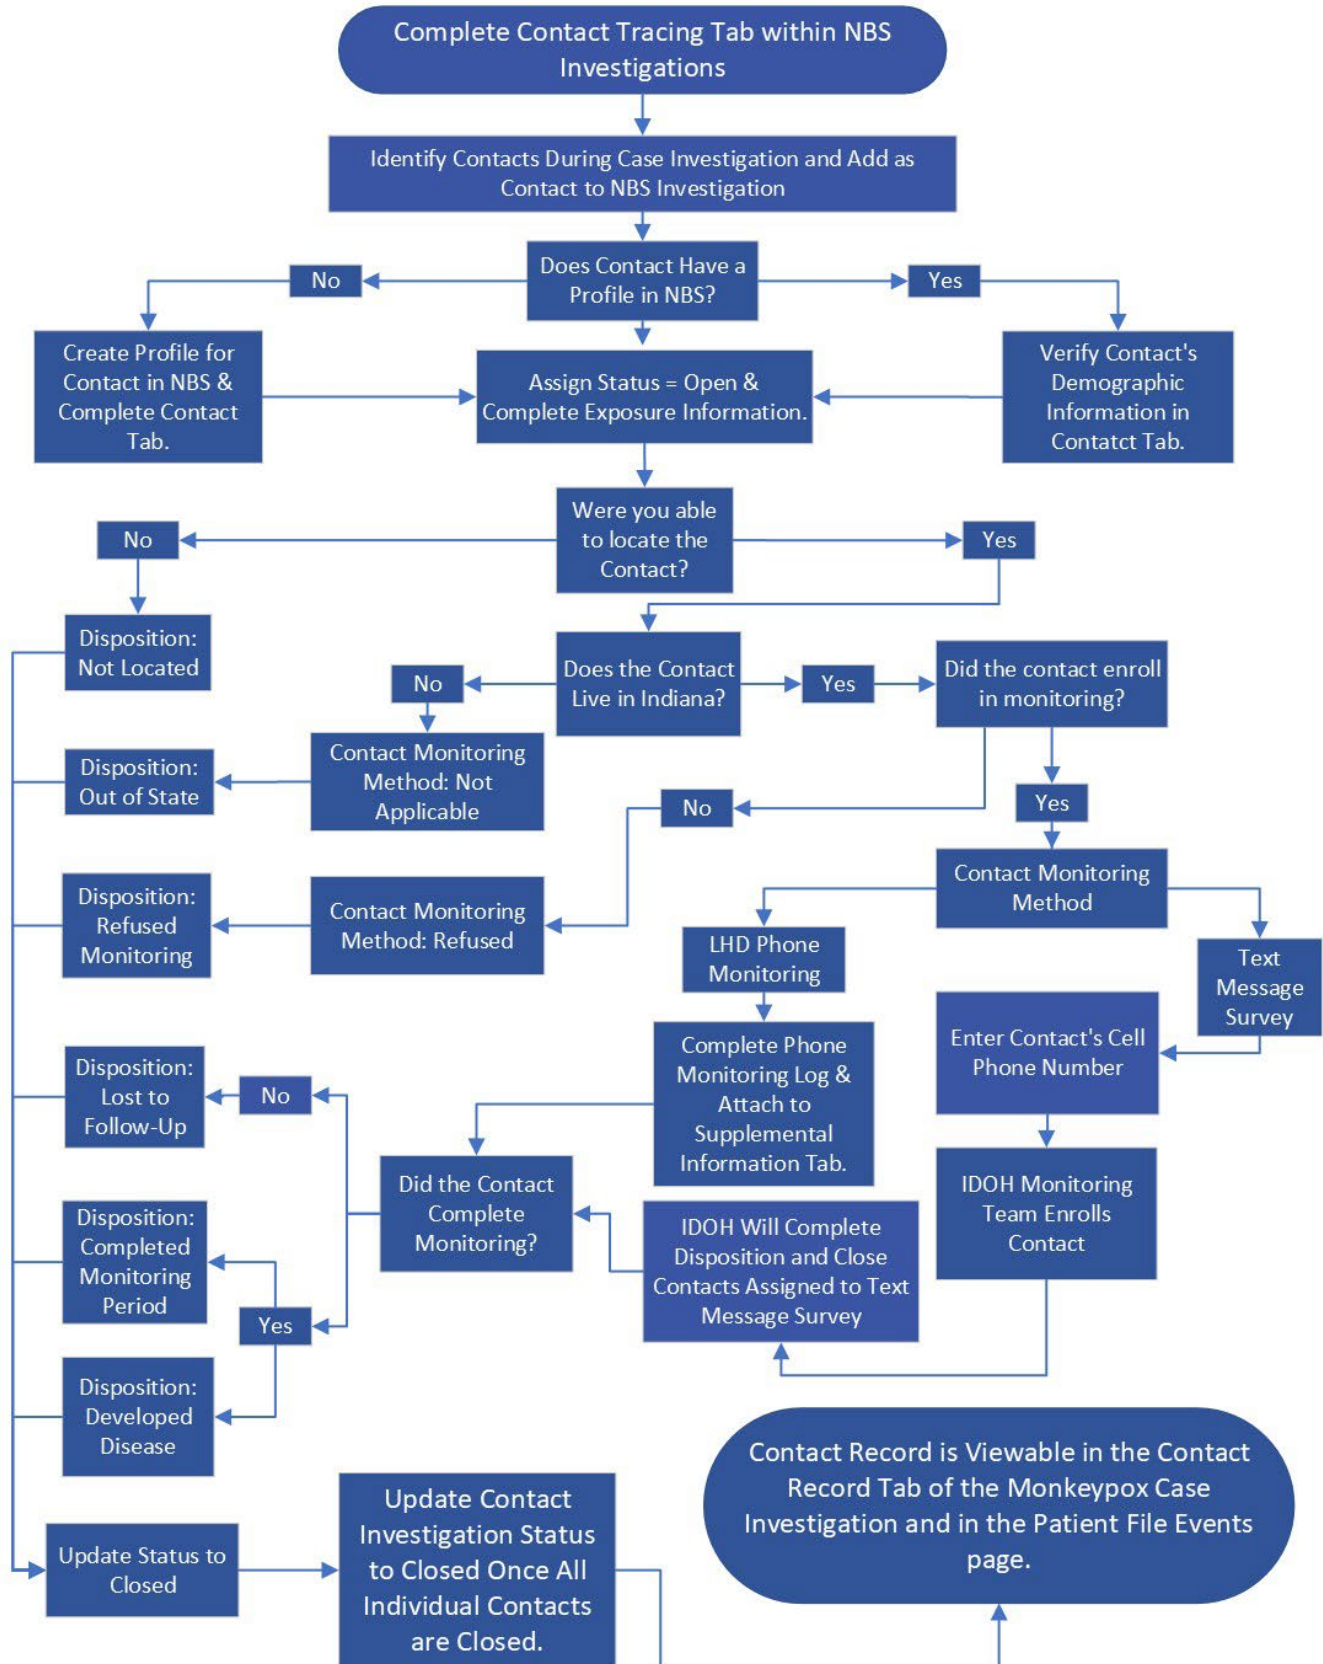 Complete Contact Tracing Tab within NBS
Investigations
Identify Contacts During Case Investigation and Add as
Contact to NBS Investigation
Does Contact Have a
Profile in NBS?
No
Yes
Create Profile for
Contact in NBS &
Complete Contact
Tab.
Assign Status = Open &
Complete Exposure Information.
Verify Contact's
Demographic
Information in
Contatct Tab.
Were you able
to locate the
Contact?
No
Yes
Disposition:
Not Located
Does the Contact
Live in Indiana?
No
Yes
Did the contact enroll
in monitoring?
Contact Monitoring
Method: Not
Applicable
Disposition:
Out of State
No
Yes
Contact Monitoring
Method
Disposition:
Refused
Monitoring
Contact Monitoring
Method: Refused
LHD Phone
Monitoring
Text
Message
Survey
Enter Contact's Cell
Phone Number
Complete Phone
Monitoring Log &
Attach to
Supplemental
Information Tab.
Disposition:
Lost to
Follow-Up
No
Did the Contact
Complete
Monitoring?
IDOH Monitoring
Team Enrolls
Contact
IDOH Will Complete
Disposition and Close
Contacts Assigned to Text
Message Survey
Disposition:
Completed
Monitoring
Period
Yes
Disposition:
Developed
Disease
Update Status to
Closed
Update Contact
Investigation Status
to Closed Once All
Individual Contacts
are Closed.
Contact Record is Viewable in the Contact
Record Tab of the Monkeypox Case
Investigation and in the Patient File Events
page.